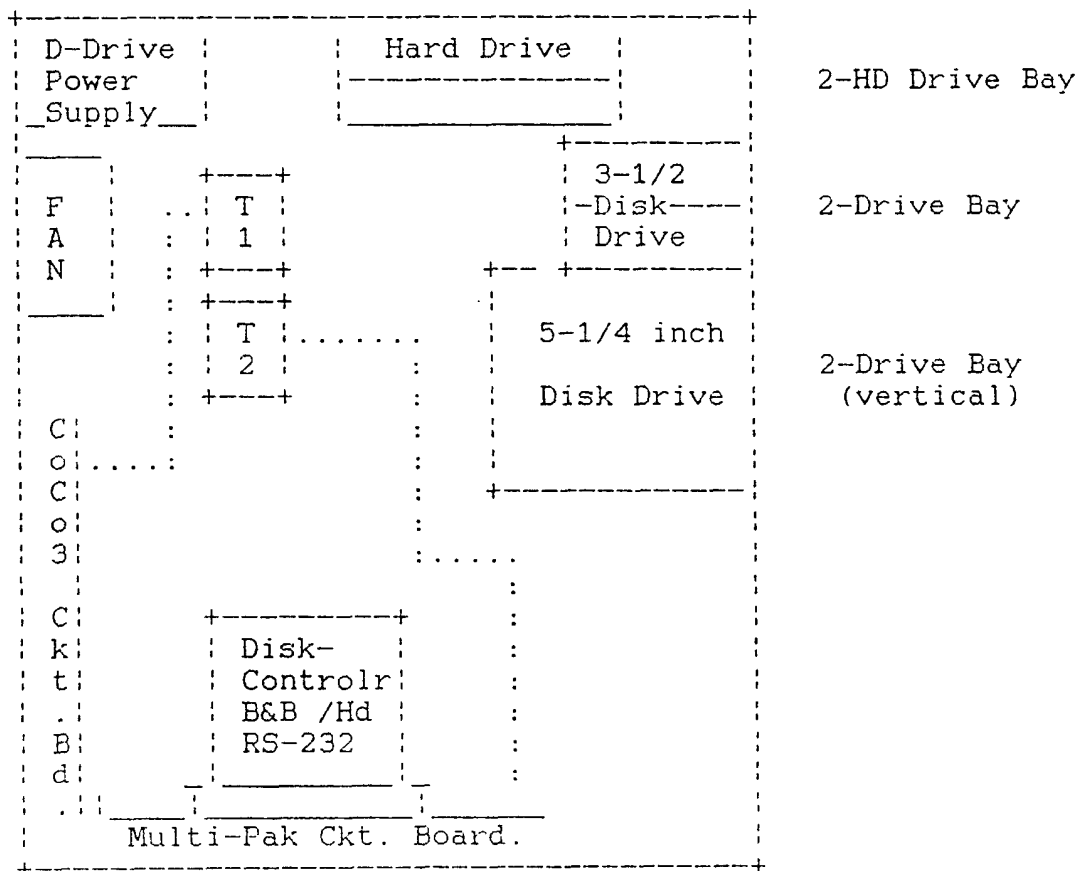 D-Drive Hard Drive
Power 2-HD Drive Bay
Supply
3-1/2
F T Disk 2-Drive Bay
A 1 Drive
N
T 5-1/4 inch
2 2-Drive Bay
Disk Drive (vertical)
C
o
C
o
3
C
k Disk-
t Controlr
. B&B /Hd
B RS-232
d
.
Multi-Pak Ckt. Board.